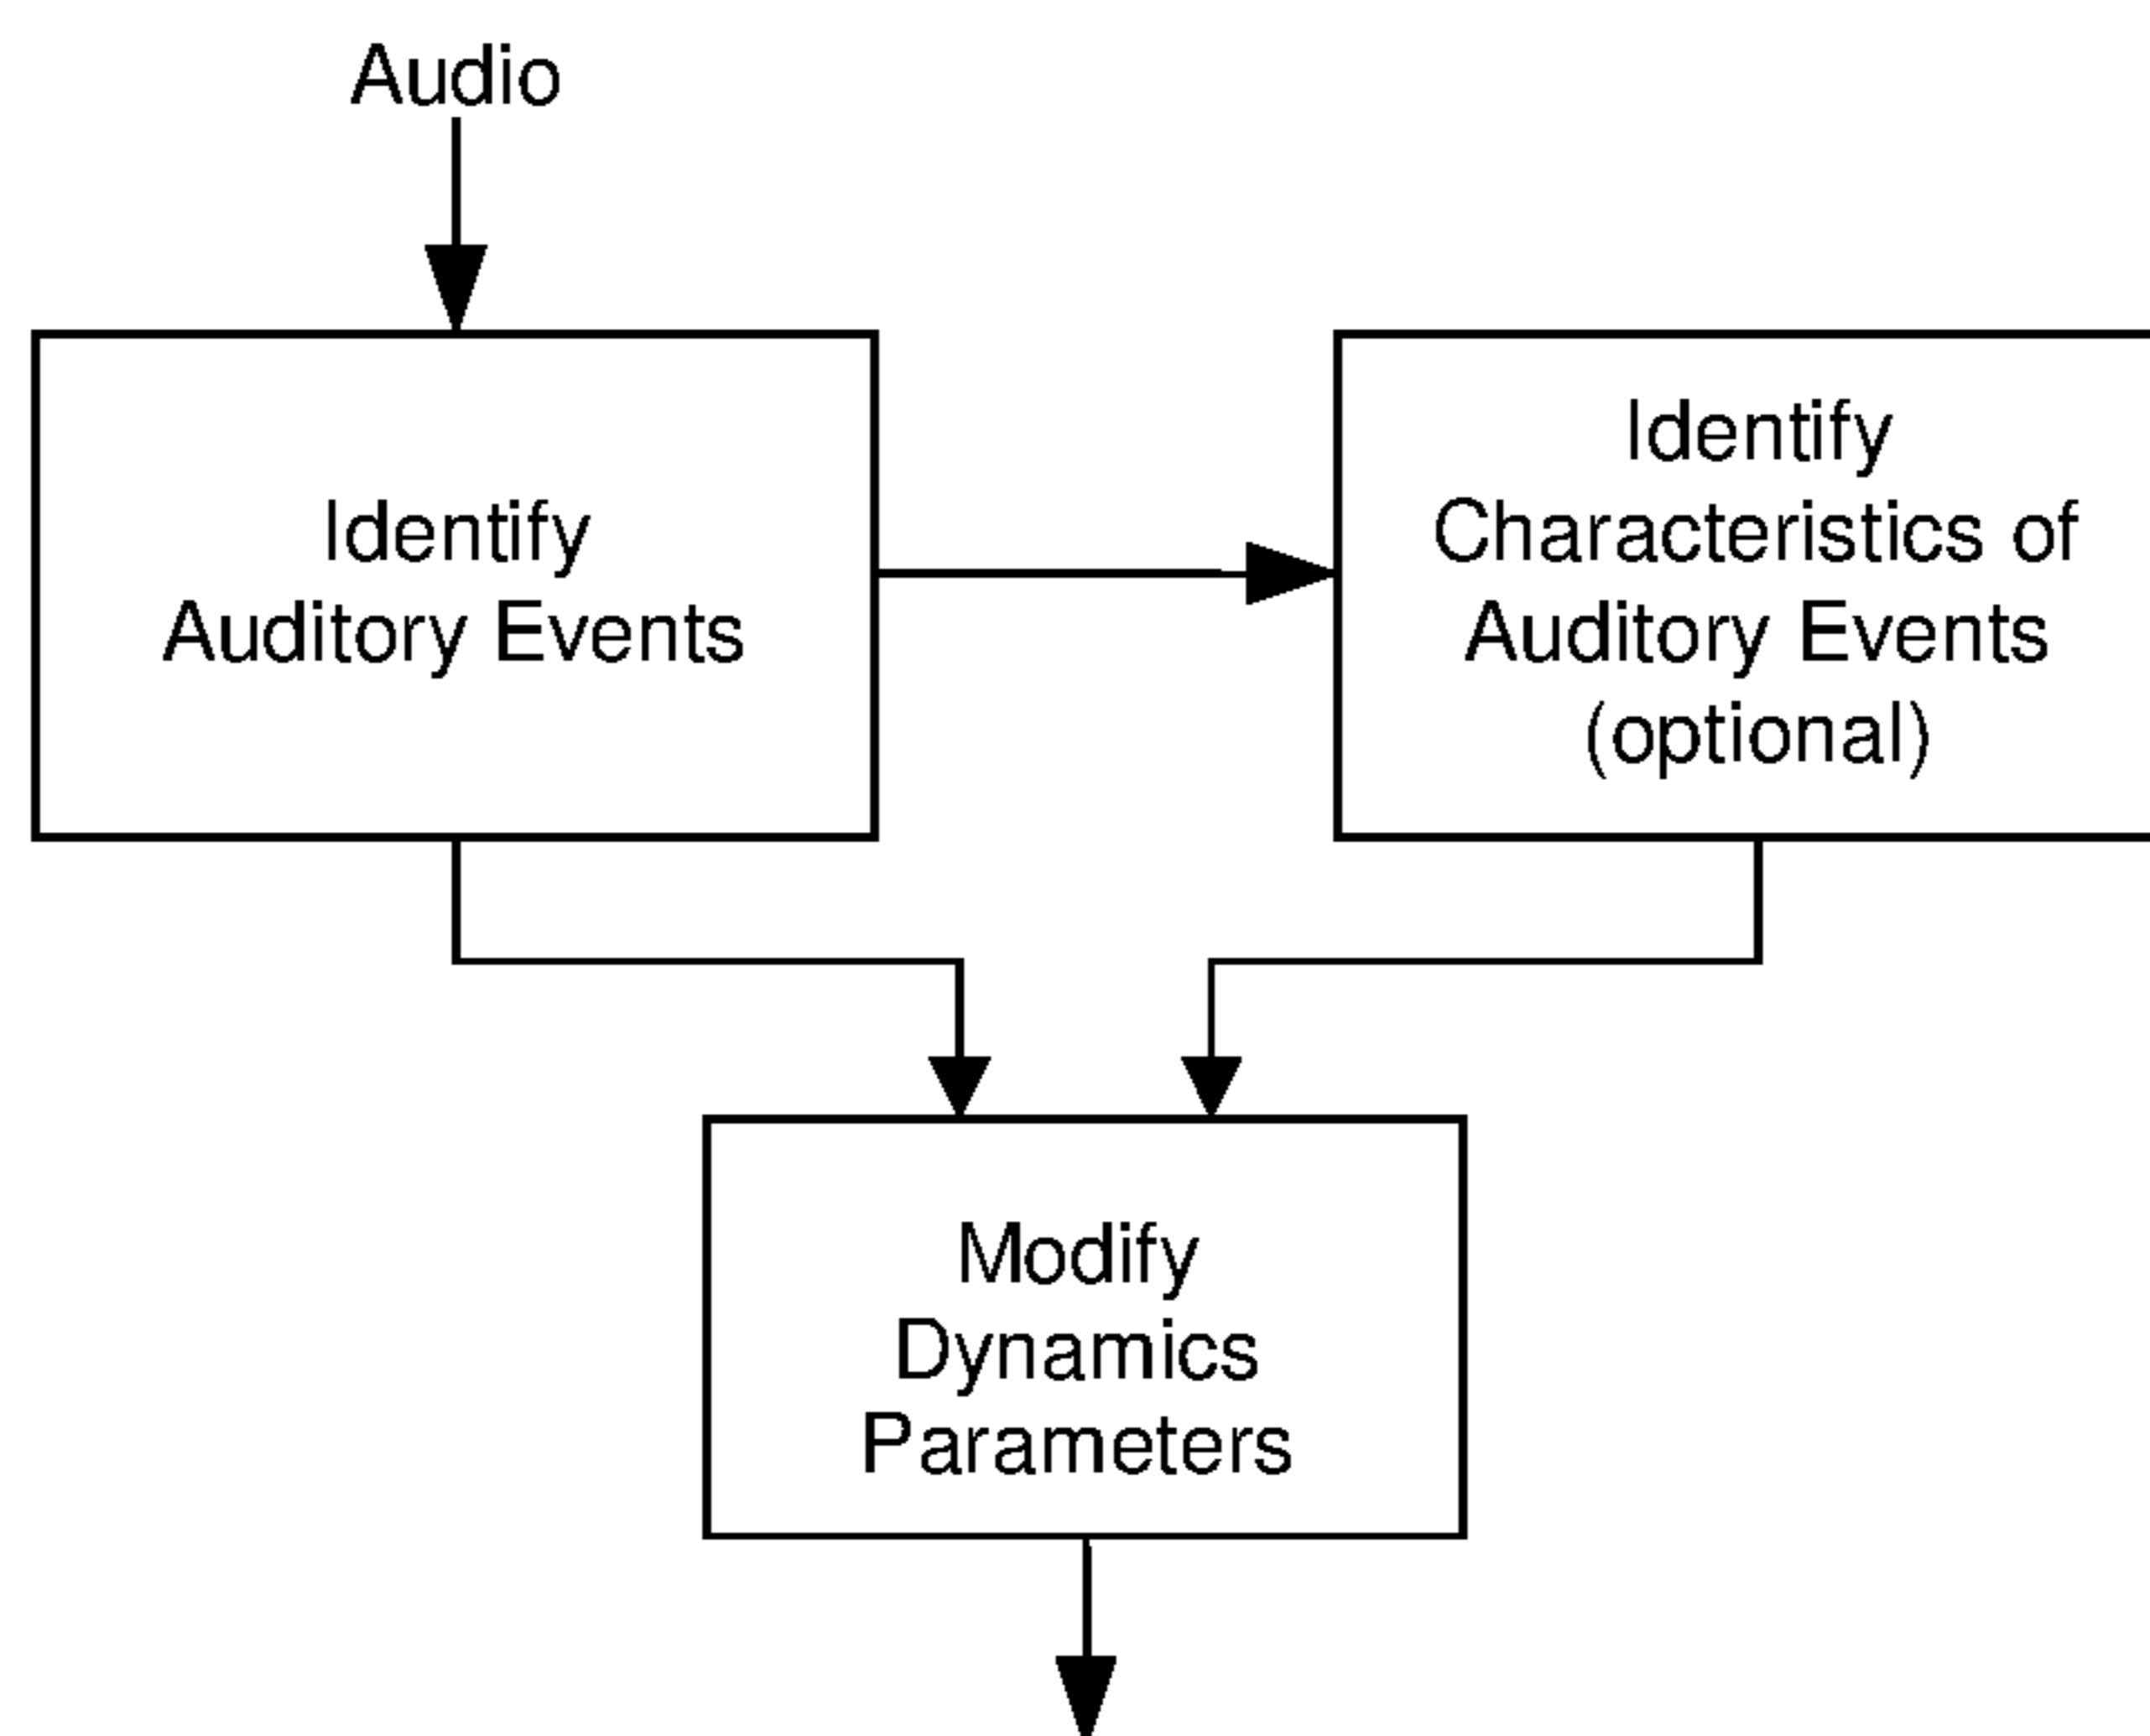 Audio
Identify
Auditory Events
Identify
Characteristics of
Auditory Events
(optional)
Modify
Dynamics
Parameters